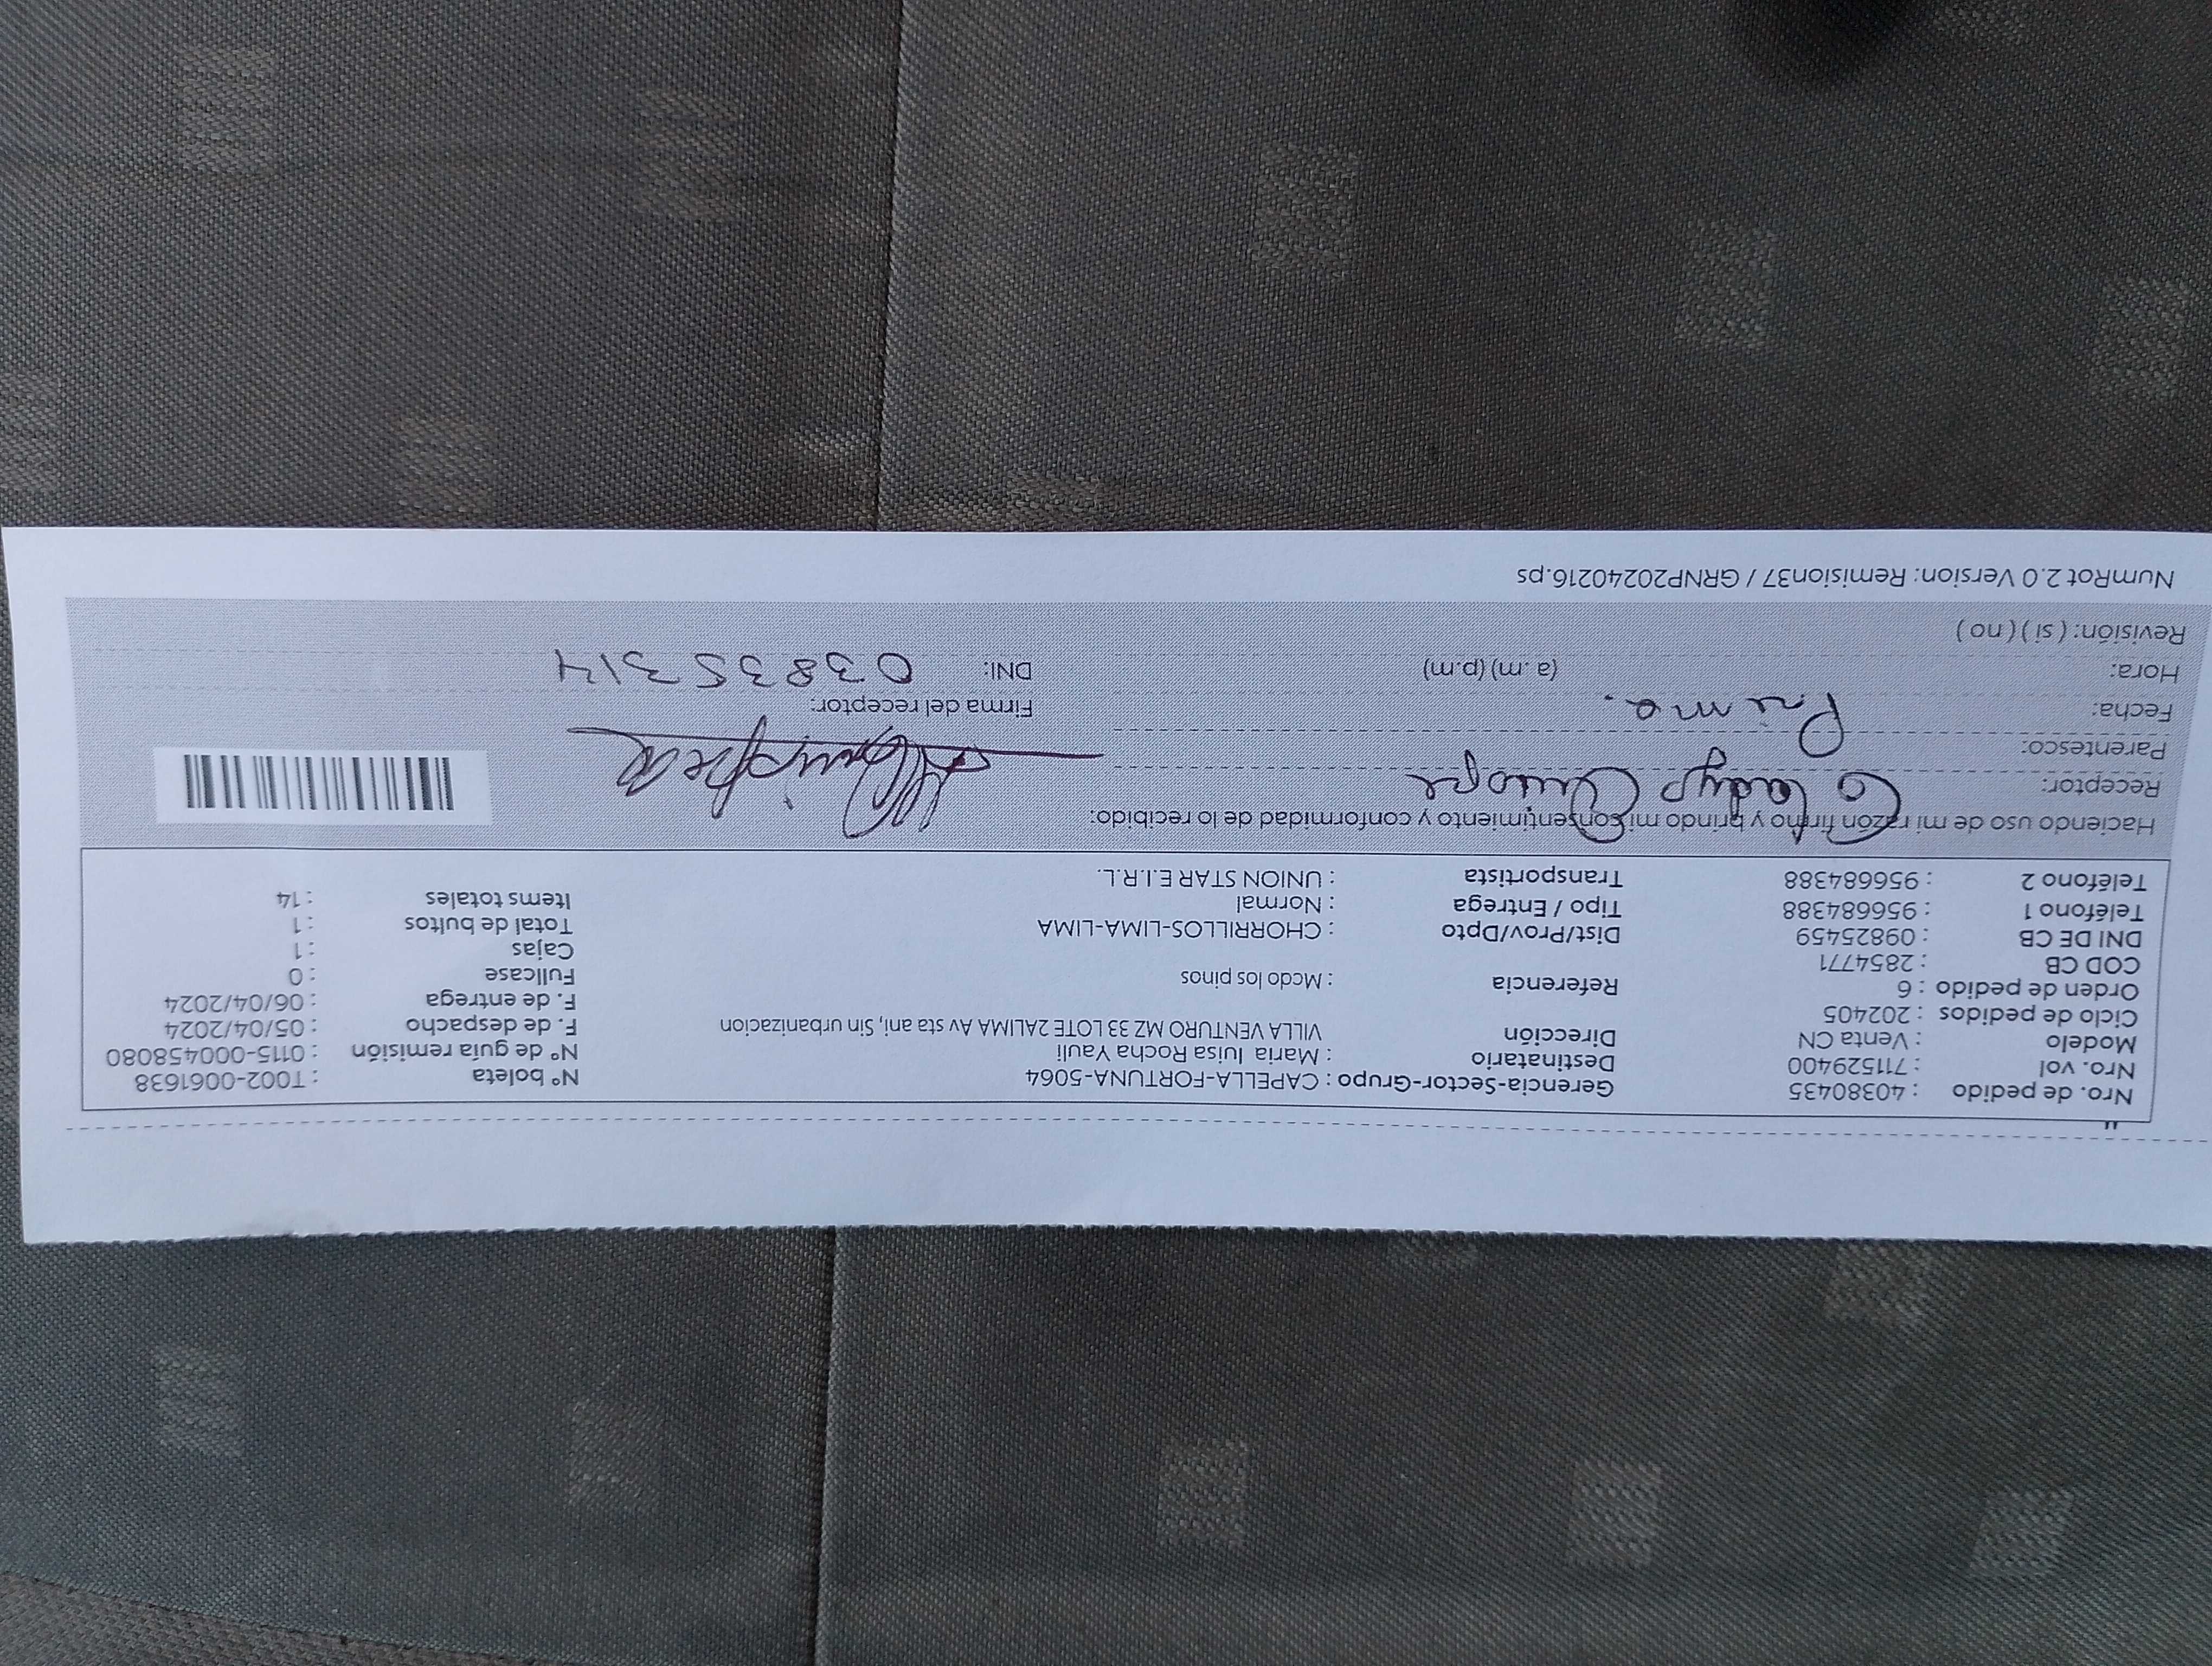 Nro. de pedido : 40380435 Gerencia-Sector-Grupo : CAPELLA-FORTUNA-5064 N° boleta : T002-0061638
Nro. vol : 711529400 Destinatario : Maria luisa Rocha Yauli N° de guía remisión : 0115-000458080
Modelo : Venta CN Dirección VILLA VENTURO MZ 33 LOTE 2ALIMA Av sta ani, Sin urbanizacion F. de despacho : 05/04/2024
Ciclo de pedidos : 202405 F. de entrega : 06/04/2024
Orden de pedido : 6 Referencia : Mcdo los pinos Fullcase : 0
COD CB : 2854771 Cajas : 1
DNI DE CB : 09825459 Dist/Prov/Dpto : CHORRILLOS-LIMA-LIMA Total de bultos : 1
Teléfono 1 : 956684388 Tipo / Entrega : Normal Items totales : 14
Teléfono 2 : 956684388 Transportista : UNION STAR E.I.R.L.
Haciendo uso de mi razón firmo y brindo mi consentimiento y conformidad de lo recibido:
Receptor: Gladys Quispe
Parentesco: Prima.
Fecha: Firma del receptor:
Hora: (a .m) (p.m) DNI: 03835314
Revisión: ( si ) ( no )
NumRot 2.0 Version: Remision37 / GRNP20240216.ps